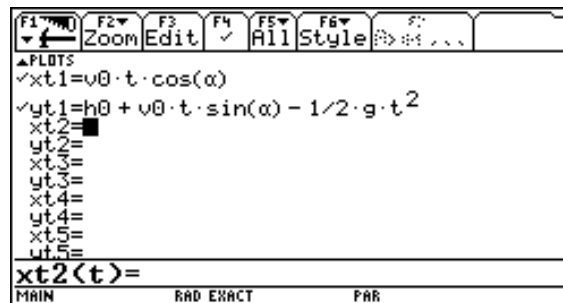 F1 F2▾ F3 F4 F5▾ F6▾
Zoom Edit ✓ All Style
▴PLOTS
✓xt1=v0·t·cos(α)
✓yt1=h0 + v0·t·sin(α) − 1/2·g·t²
xt2=
yt2=
xt3=
yt3=
xt4=
yt4=
xt5=
yt5=
xt2(t)=
MAIN RAD EXACT PAR